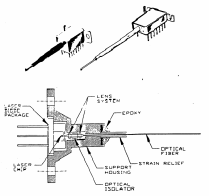 LENS
SYSTEM
LASER
DIODE
PACKAGE
EPOXY
OPTICAL
FIBER
STRAIN RELIEF
SUPPORT
HOUSING
LASER
CHIP
OPTICAL
ISOLATOR